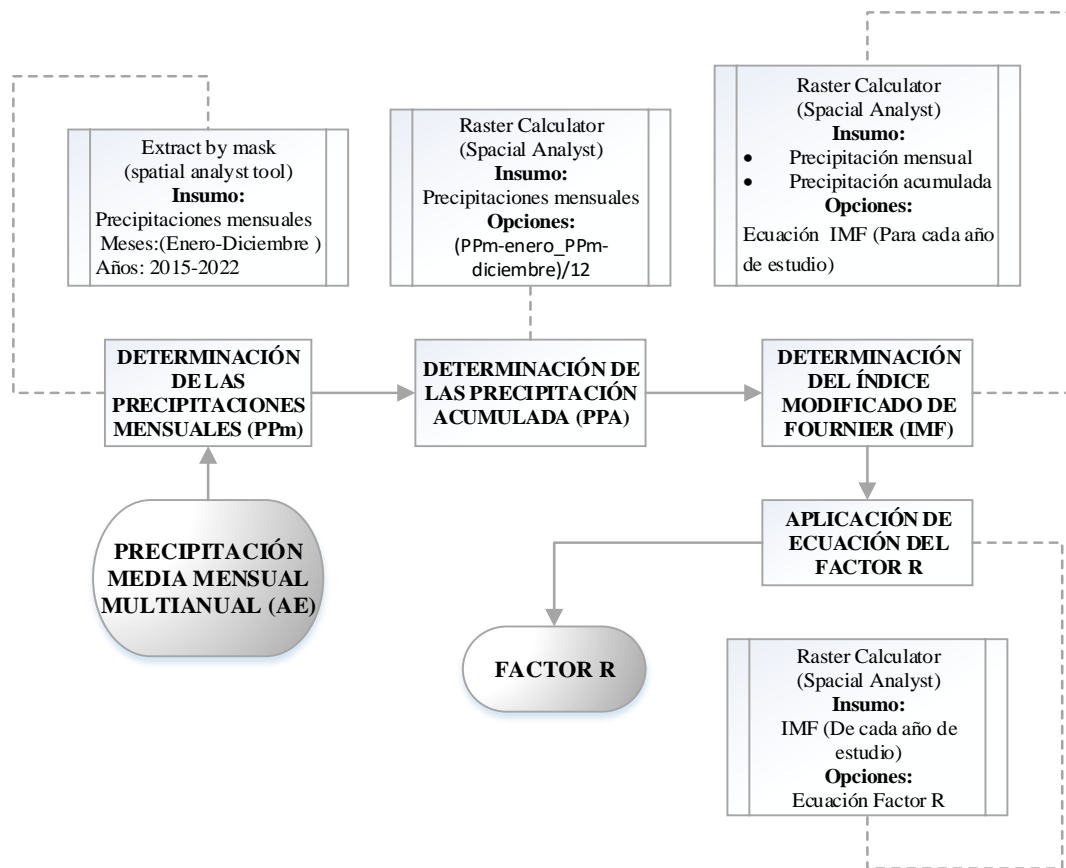 Extract by mask
(spatial analyst tool)
Insumo:
Precipitaciones mensuales
Meses:(Enero-Diciembre )
Años: 2015-2022
Raster Calculator
(Spacial Analyst)
Insumo:
Precipitaciones mensuales
Opciones:
(PPm-enero_PPm-
diciembre)/12
Raster Calculator
(Spacial Analyst)
Insumo:
• Precipitación mensual
• Precipitación acumulada
Opciones:
Ecuación IMF (Para cada año
de estudio)
DETERMINACIÓN
DE LAS
PRECIPITACIONES
MENSUALES (PPm)
DETERMINACIÓN DE
LAS PRECIPITACIÓN
ACUMULADA (PPA)
DETERMINACIÓN
DEL ÍNDICE
MODIFICADO DE
FOURNIER (IMF)
PRECIPITACIÓN
MEDIA MENSUAL
MULTIANUAL (AE)
APLICACIÓN DE
ECUACIÓN DEL
FACTOR R
FACTOR R
Raster Calculator
(Spacial Analyst)
Insumo:
IMF (De cada año de
estudio)
Opciones:
Ecuación Factor R